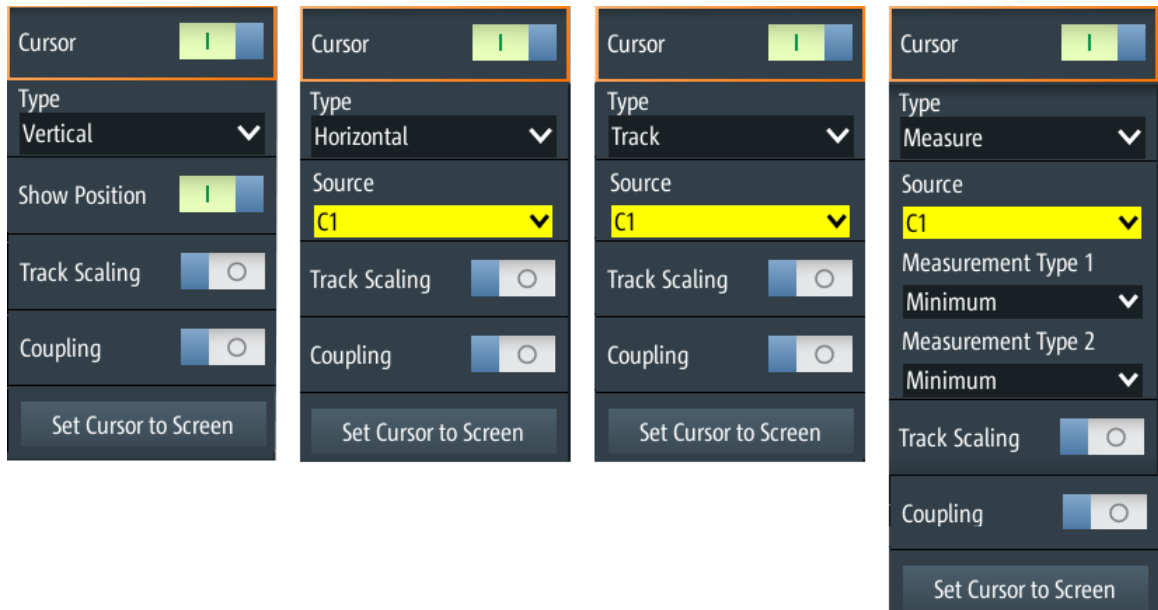 Cursor
Type
Vertical
Show Position
Track Scaling
Coupling
Set Cursor to Screen
Cursor
Type
Horizontal
Source
C1
Track Scaling
Coupling
Set Cursor to Screen
Cursor
Type
Track
Source
C1
Track Scaling
Coupling
Set Cursor to Screen
Cursor
Type
Measure
Source
C1
Measurement Type 1
Minimum
Measurement Type 2
Minimum
Track Scaling
Coupling
Set Cursor to Screen